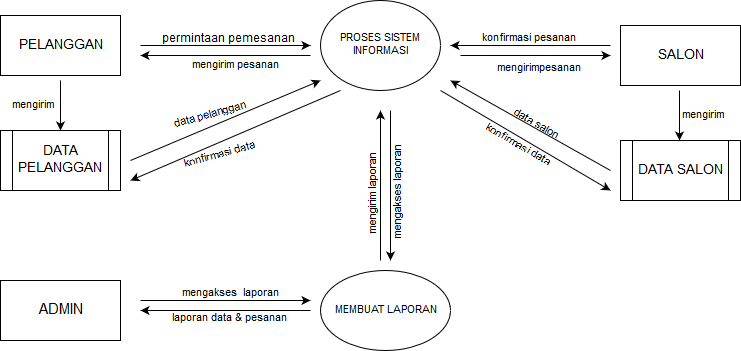 PELANGGAN
permintaan pemesanan
mengirim pesanan
PROSES SISTEM
INFORMASI
konfirmasi pesanan
mengirimpesanan
SALON
mengirim
data pelanggan
konfirmasi data
data salon
konfirmasi data
mengirim
DATA
PELANGGAN
DATA SALON
mengirim laporan
mengakses laporan
ADMIN
mengakses laporan
laporan data & pesanan
MEMBUAT LAPORAN